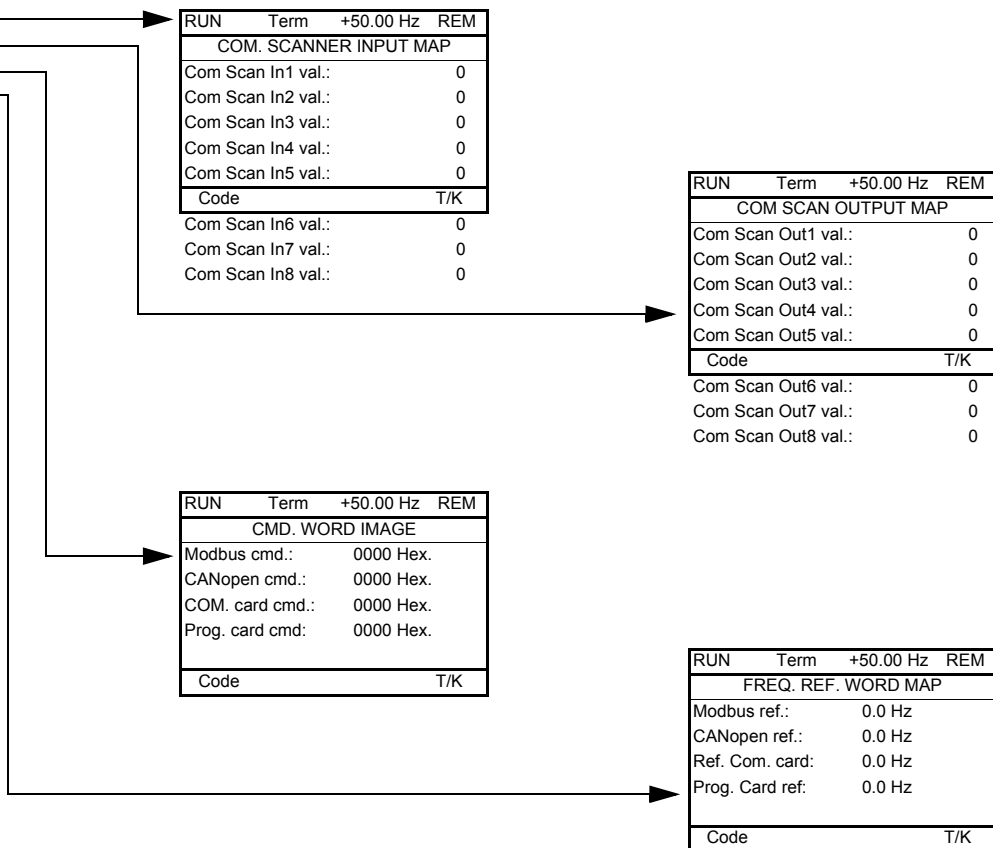 RUN Term +50.00 Hz REM
COM. SCANNER INPUT MAP
Com Scan In1 val.: 0
Com Scan In2 val.: 0
Com Scan In3 val.: 0
Com Scan In4 val.: 0
Com Scan In5 val.: 0
Code T/K
Com Scan In6 val.: 0
Com Scan In7 val.: 0
Com Scan In8 val.: 0
RUN Term +50.00 Hz REM
COM SCAN OUTPUT MAP
Com Scan Out1 val.: 0
Com Scan Out2 val.: 0
Com Scan Out3 val.: 0
Com Scan Out4 val.: 0
Com Scan Out5 val.: 0
Code T/K
Com Scan Out6 val.: 0
Com Scan Out7 val.: 0
Com Scan Out8 val.: 0
RUN Term +50.00 Hz REM
CMD. WORD IMAGE
Modbus cmd.: 0000 Hex.
CANopen cmd.: 0000 Hex.
COM. card cmd.: 0000 Hex.
Prog. card cmd: 0000 Hex.
Code T/K
RUN Term +50.00 Hz REM
FREQ. REF. WORD MAP
Modbus ref.: 0.0 Hz
CANopen ref.: 0.0 Hz
Ref. Com. card: 0.0 Hz
Prog. Card ref: 0.0 Hz
Code T/K